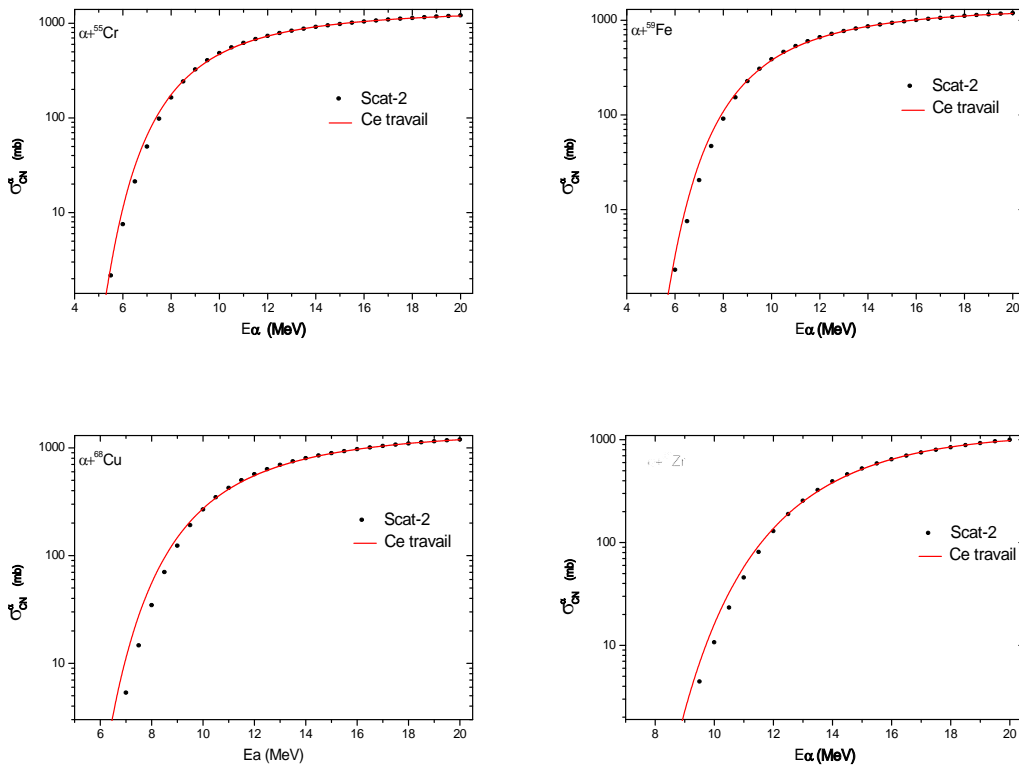 α+⁵⁵Cr
1000
100
10
σ^α_CN (mb)
Scat-2
Ce travail
4 6 8 10 12 14 16 18 20
Eα (MeV)
α+⁵⁹Fe
1000
100
10
σ^α_CN (mb)
Scat-2
Ce travail
4 6 8 10 12 14 16 18 20
Eα (MeV)
α+⁶⁸Cu
1000
100
10
σ^α_CN (mb)
Scat-2
Ce travail
6 8 10 12 14 16 18 20
Ea (MeV)
+ Zr
1000
100
10
σ^α_CN (mb)
Scat-2
Ce travail
8 10 12 14 16 18 20
Eα (MeV)